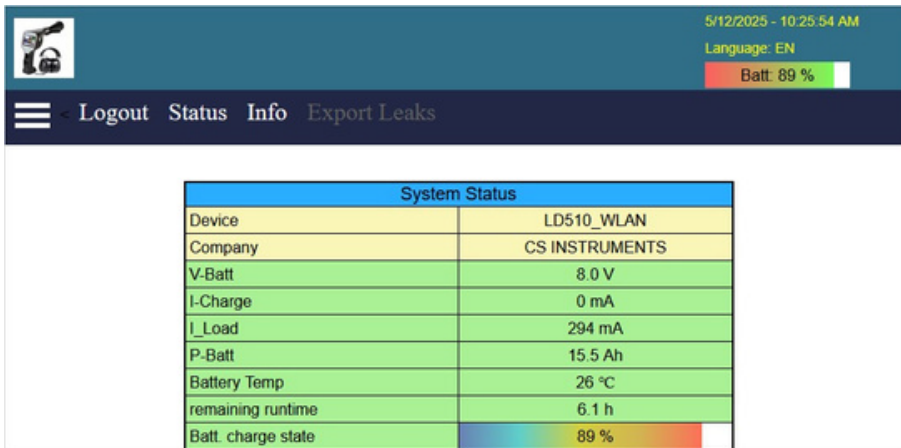 5/12/2025 - 10:25:54 AM
Language: EN
Batt: 89 %
< Logout Status Info Export Leaks
System Status
Device LD510_WLAN
Company CS INSTRUMENTS
V-Batt 8.0 V
I-Charge 0 mA
I_Load 294 mA
P-Batt 15.5 Ah
Battery Temp 26 °C
remaining runtime 6.1 h
Batt. charge state 89 %